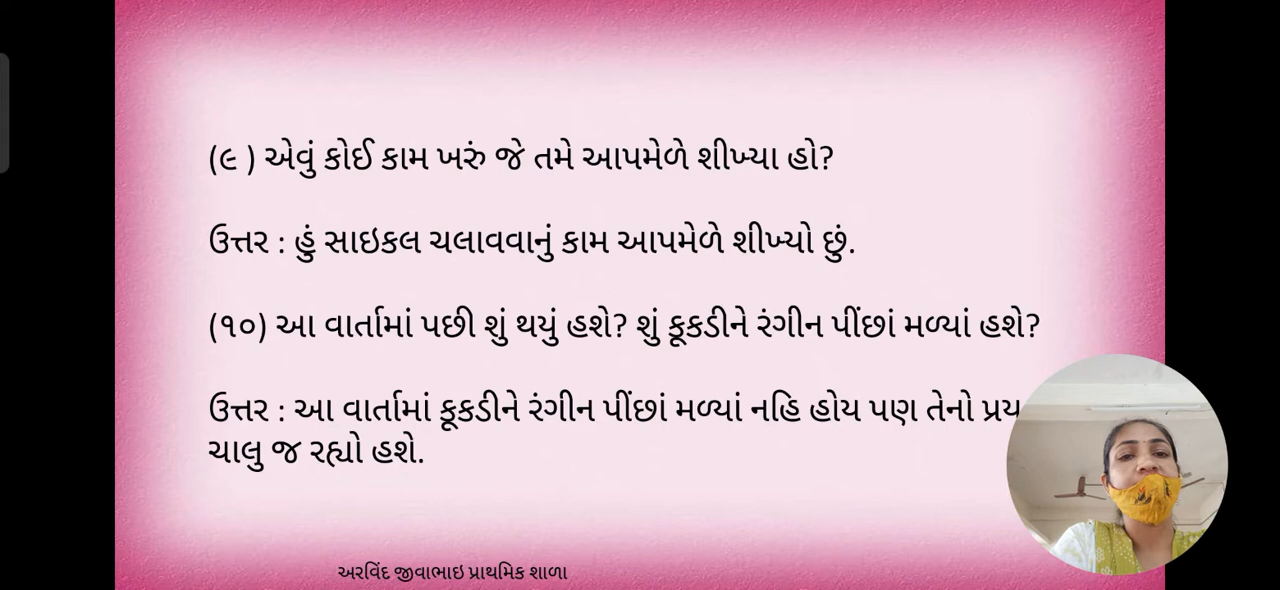 (૯ ) એવું કોઈ કામ ખરું જે તમે આપમેળે શીખ્યા હો?
ઉત્તર : હું સાઇકલ ચલાવવાનું કામ આપમેળે શીખ્યો છું.
(૧૦) આ વાર્તામાં પછી શું થયું હશે? શું કૂકડીને રંગીન પીંછાં મળ્યાં હશે?
ઉત્તર : આ વાર્તામાં કૂકડીને રંગીન પીંછાં મળ્યાં નહિ હોય પણ તેનો
ચાલુ જ રહ્યો હશે.
અરવિંદ જીવાભાઇ પ્રાથમિક શાળા